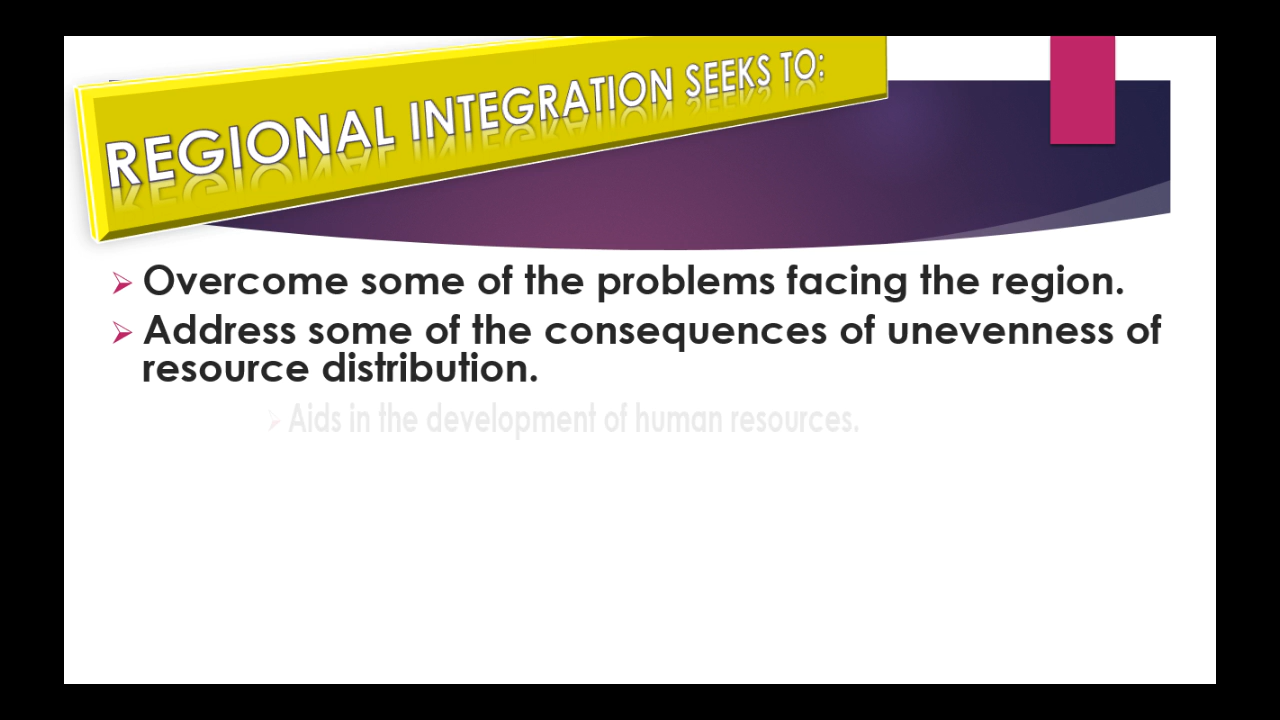 REGIONAL INTEGRATION SEEKS TO:
Overcome some of the problems facing the region.
Address some of the consequences of unevenness of
resource distribution.
Aids in the development of human resources.